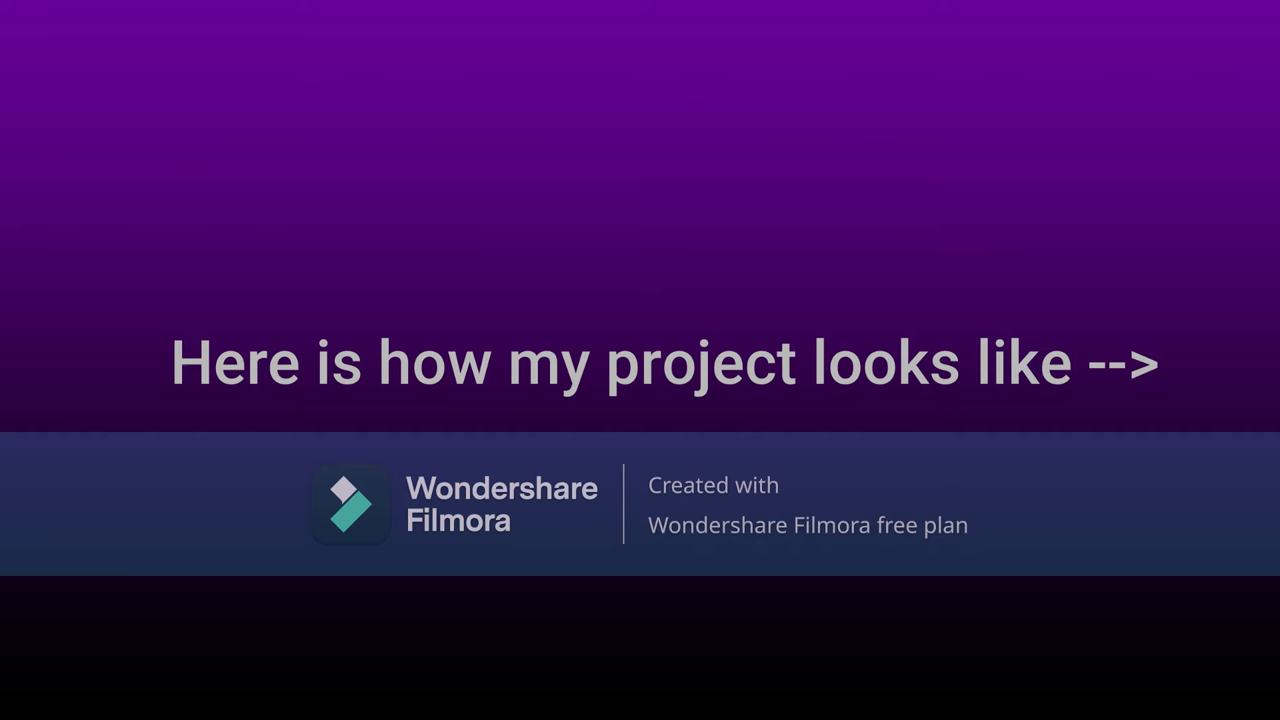 Here is how my project looks like -->
Wondershare
Filmora
Created with
Wondershare Filmora free plan